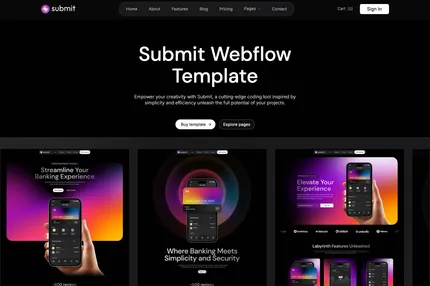 submit
Home About Features Blog Pricing Pages Contact
Cart (0)
Sign In
Submit Webflow
Template
Empower your creativity with Submit, a cutting-edge coding tool inspired by
simplicity and efficiency unleash the full potential of your projects.
Buy template →
Explore pages
Streamline Your
Banking Experience
Where Banking Meets
Simplicity and Security
Elevate Your
Experience
Labyrinth Features Unleashed